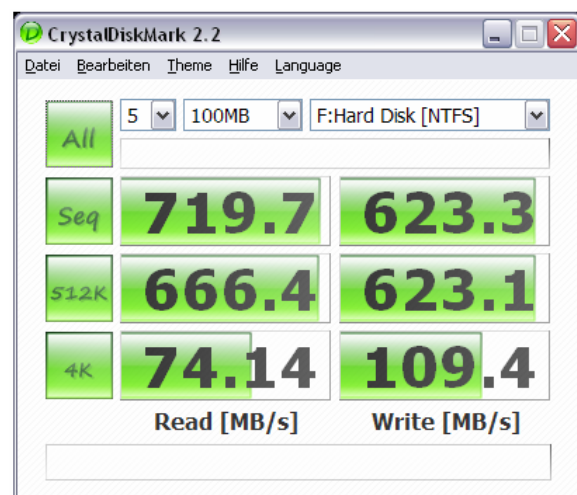 CrystalDiskMark 2.2
Datei Bearbeiten Theme Hilfe Language
All 5 100MB F:Hard Disk [NTFS]
Seq 719.7 623.3
512K 666.4 623.1
4K 74.14 109.4
Read [MB/s] Write [MB/s]